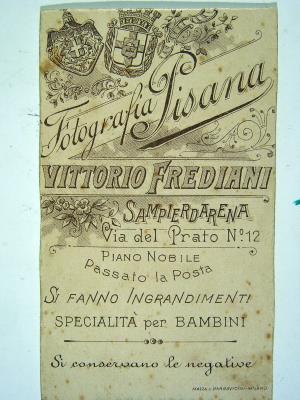 Fotografia Pisana
VITTORIO FREDIANI
SAMPIERDARENA
Via del Prato Nº 12
PIANO NOBILE
Passato la Posta
SI FANNO INGRANDIMENTI
SPECIALITÀ per BAMBINI
Si conservano le negative